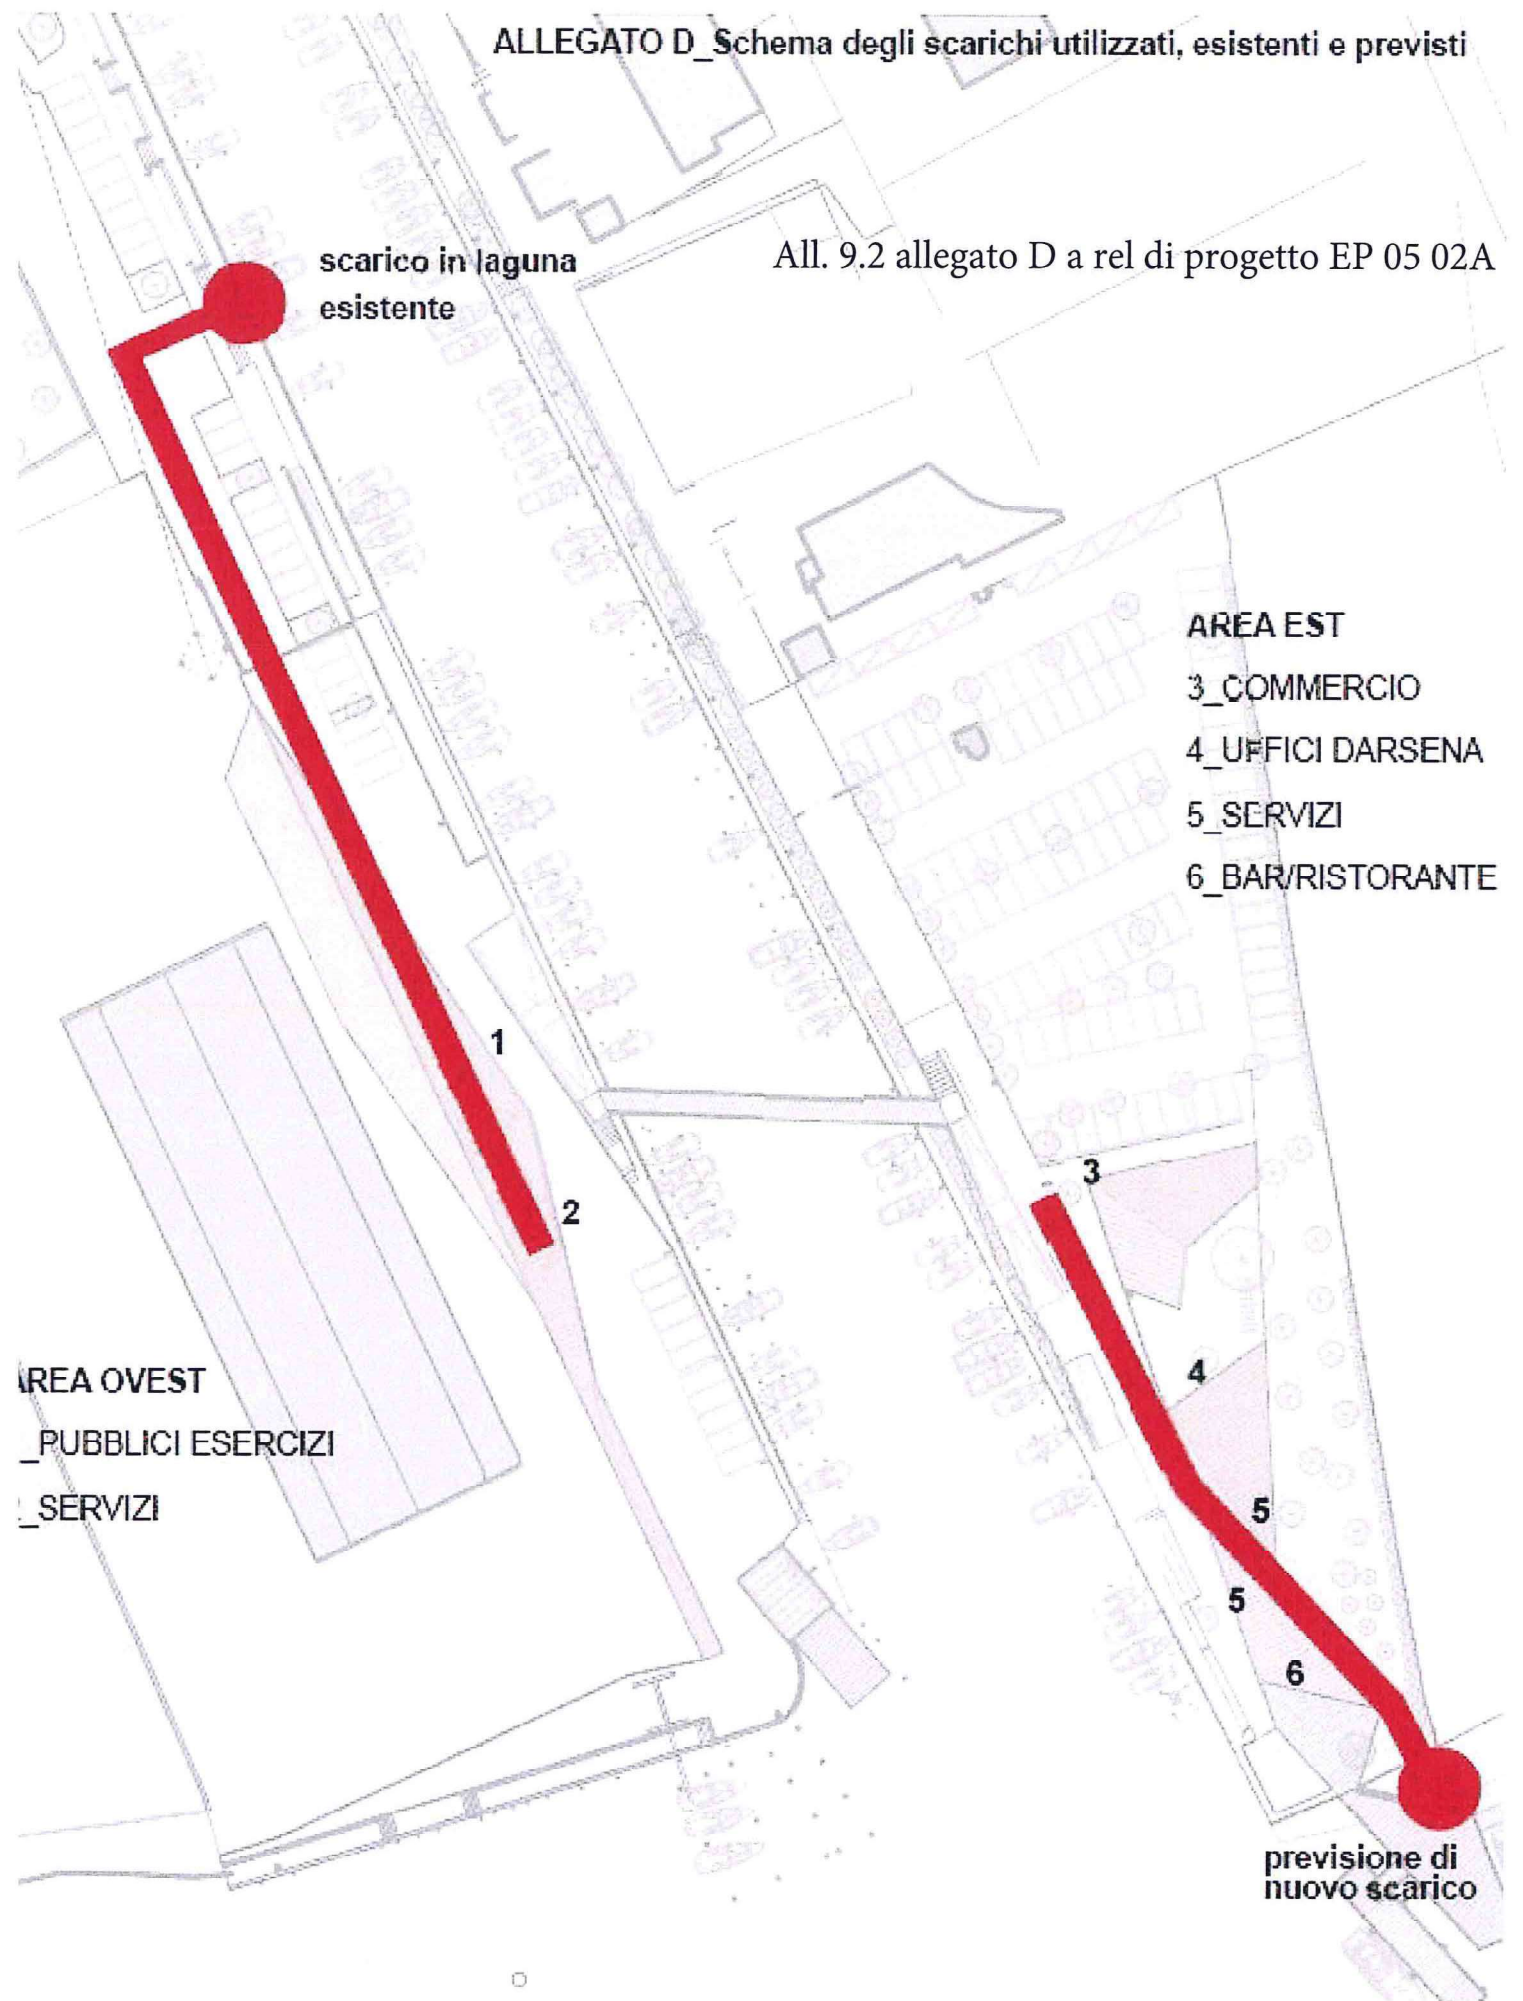 ALLEGATO D_Schema degli scarichi utilizzati, esistenti e previsti
All. 9.2 allegato D a rel di progetto EP 05 02A
scarico in laguna
esistente
AREA EST
3_COMMERCIO
4_UFFICI DARSENA
5_SERVIZI
6_BAR/RISTORANTE
1
2
3
4
5
5
6
AREA OVEST
_PUBBLICI ESERCIZI
_SERVIZI
previsione di
nuovo scarico